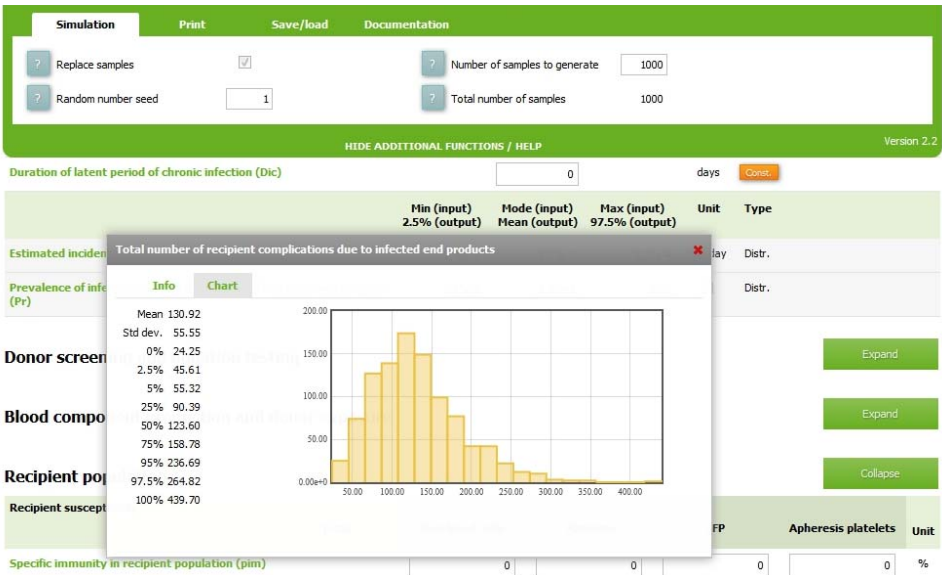 Simulation Print Save/load Documentation
? Replace samples ? Number of samples to generate 1000
? Random number seed 1 ? Total number of samples 1000
HIDE ADDITIONAL FUNCTIONS / HELP Version 2.2
Duration of latent period of chronic infection (Dic) 0 days Const.
Min (input) Mode (input) Max (input) Unit Type
2.5% (output) Mean (output) 97.5% (output)
Total number of recipient complications due to infected end products
Estimated inciden day Distr.
Prevalence of infe Distr.
(Pr)
Info Chart
Mean 130.92
Std dev. 55.55
0% 24.25
2.5% 45.61
5% 55.32
25% 90.39
50% 123.60
75% 158.78
95% 236.69
97.5% 264.82
100% 439.70
200.00
150.00
100.00
50.00
0.00e+0
50.00 100.00 150.00 200.00 250.00 300.00 350.00 400.00
Donor screen Expand
Blood compo Expand
Recipient pop Collapse
Recipient suscept FP Apheresis platelets Unit
Specific immunity in recipient population (pim) 0 0 0 0 %